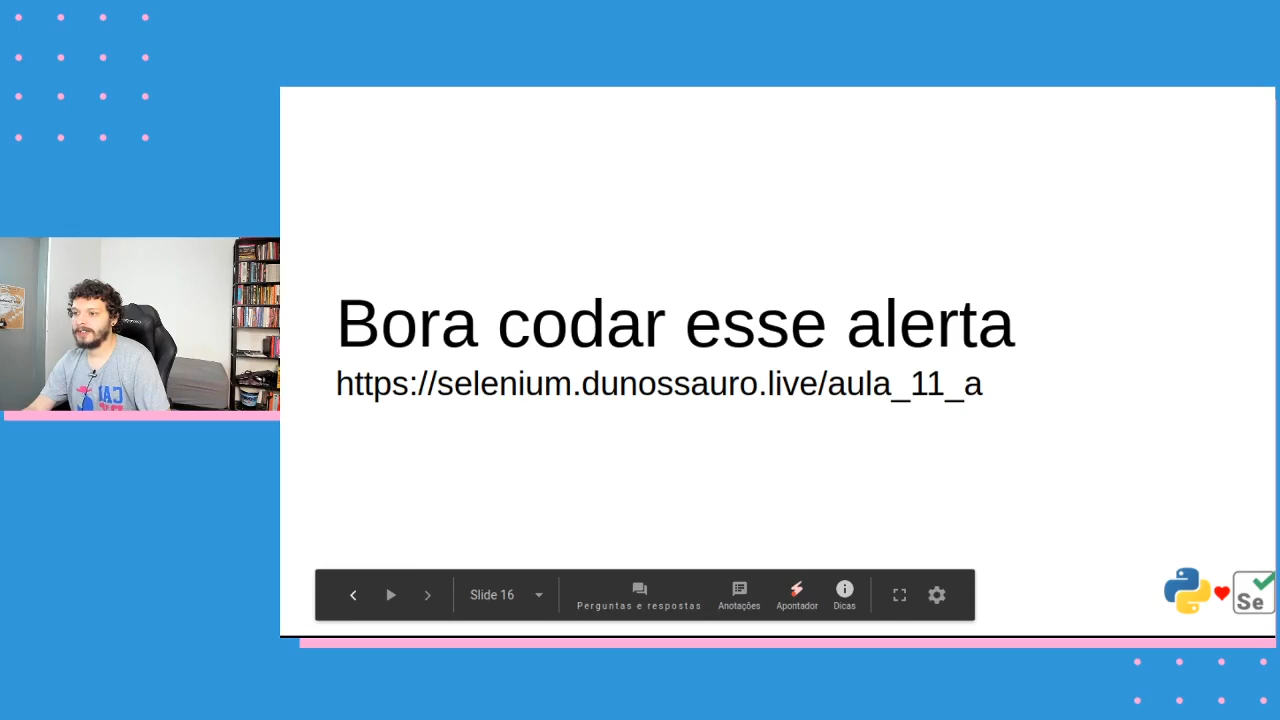 Bora codar esse alerta
https://selenium.dunossauro.live/aula_11_a
Slide 16
Perguntas e respostas
Anotações
Apontador
Dicas
Se